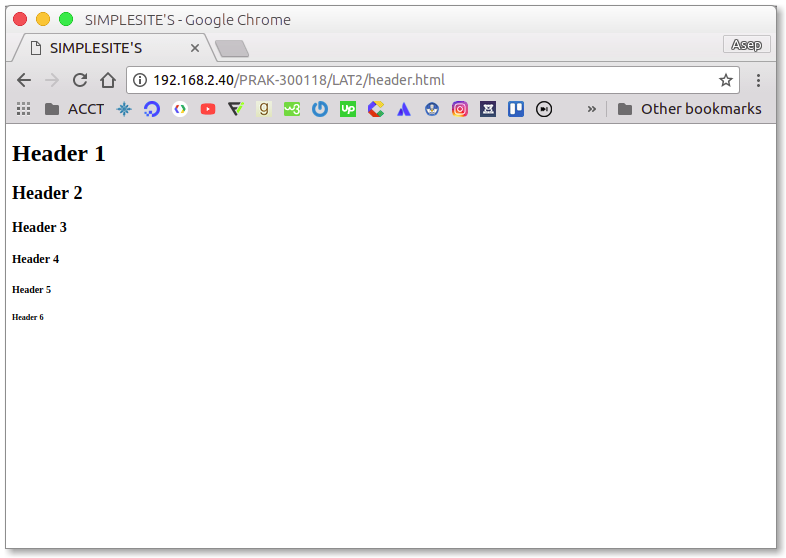 SIMPLESITE'S - Google Chrome
SIMPLESITE'S
Asep
192.168.2.40/PRAK-300118/LAT2/header.html
ACCT
Other bookmarks
Header 1
Header 2
Header 3
Header 4
Header 5
Header 6